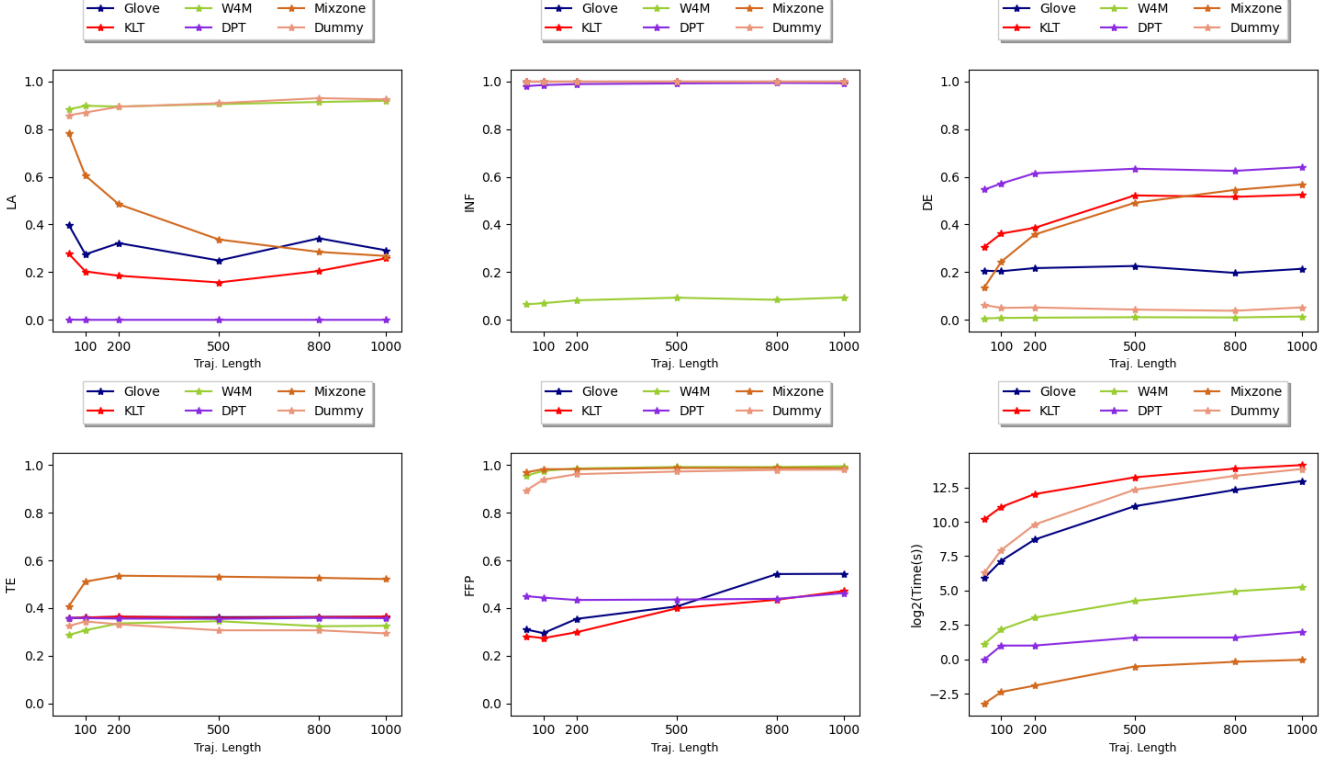 Glove W4M Mixzone
KLT DPT Dummy
Glove W4M Mixzone
KLT DPT Dummy
Glove W4M Mixzone
KLT DPT Dummy
LA
1.0
0.8
0.6
0.4
0.2
0.0
100 200 500 800 1000
Traj. Length
INF
1.0
0.8
0.6
0.4
0.2
0.0
100 200 500 800 1000
Traj. Length
DE
1.0
0.8
0.6
0.4
0.2
0.0
100 200 500 800 1000
Traj. Length
Glove W4M Mixzone
KLT DPT Dummy
Glove W4M Mixzone
KLT DPT Dummy
Glove W4M Mixzone
KLT DPT Dummy
TE
1.0
0.8
0.6
0.4
0.2
0.0
100 200 500 800 1000
Traj. Length
FFP
1.0
0.8
0.6
0.4
0.2
0.0
100 200 500 800 1000
Traj. Length
log2(Time(s))
12.5
10.0
7.5
5.0
2.5
0.0
−2.5
100 200 500 800 1000
Traj. Length